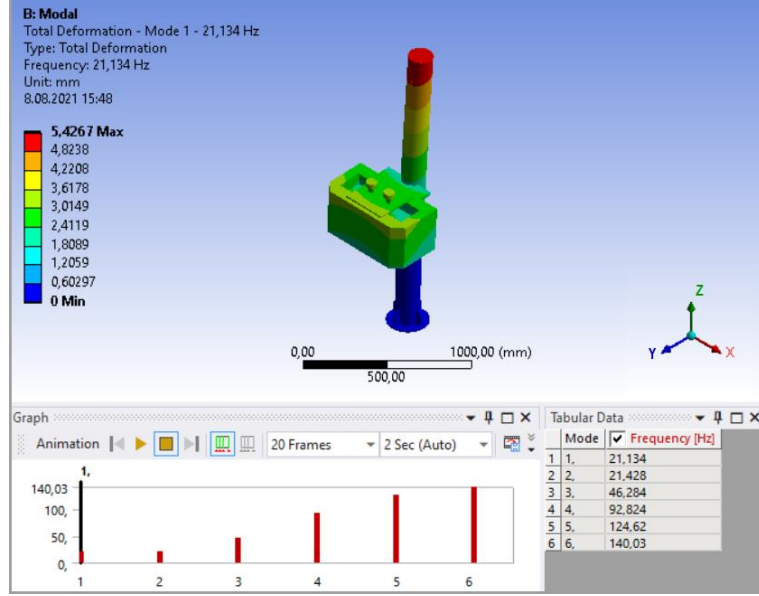 B: Modal
Total Deformation - Mode 1 - 21,134 Hz
Type: Total Deformation
Frequency: 21,134 Hz
Unit: mm
8.08.2021 15:48
5,4267 Max
4,8238
4,2208
3,6178
3,0149
2,4119
1,8089
1,2059
0,60297
0 Min
Z
Y
X
0,00
1000,00 (mm)
500,00
Graph
Animation
20 Frames
2 Sec (Auto)
1,
140,03
100,
50,
0,
1 2 3 4 5 6
Tabular Data
Mode Frequency [Hz]
1 1, 21,134
2 2, 21,428
3 3, 46,284
4 4, 92,824
5 5, 124,62
6 6, 140,03